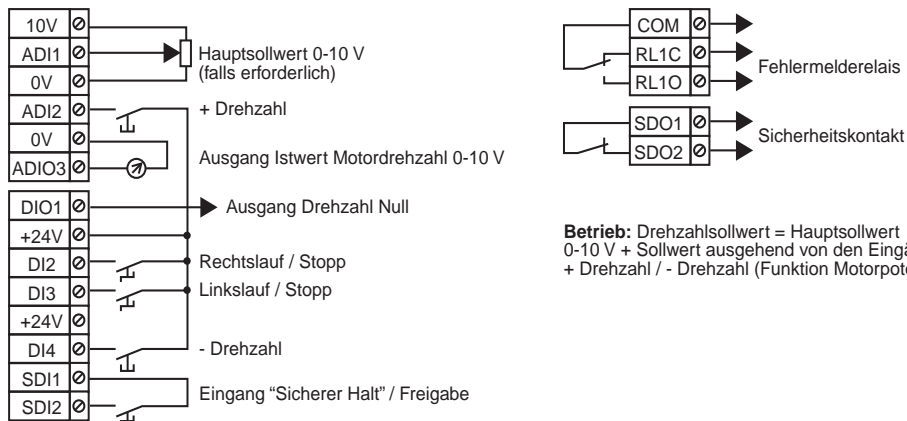 10V
ADI1
Hauptsollwert 0-10 V
(falls erforderlich)
0V
ADI2
+ Drehzahl
0V
Ausgang Istwert Motordrehzahl 0-10 V
ADIO3
DIO1
Ausgang Drehzahl Null
+24V
DI2
Rechtslauf / Stopp
DI3
Linkslauf / Stopp
+24V
DI4
- Drehzahl
SDI1
Eingang “Sicherer Halt” / Freigabe
SDI2
COM
RL1C
Fehlermelderelais
RL1O
SDO1
Sicherheitskontakt
SDO2
Betrieb: Drehzahlsollwert = Hauptsollwert
0-10 V + Sollwert ausgehend von den
+ Drehzahl / - Drehzahl (Funktion